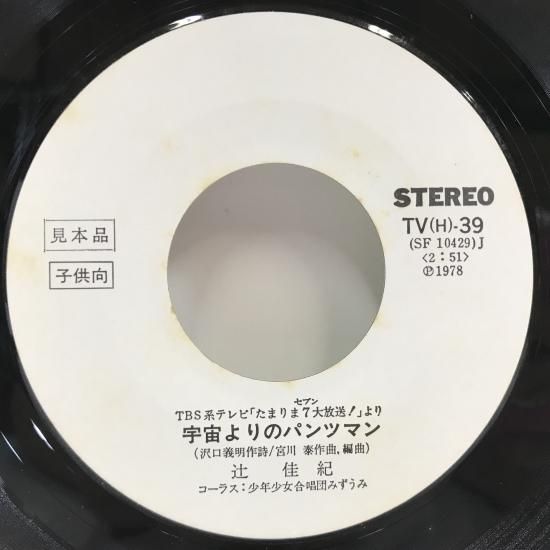 STEREO
TV(H)-39
(SF 10429)J
<2:51>
Ⓟ1978
見本品
子供向
セブン
TBS系テレビ「たまりま7大放送!」より
宇宙よりのパンツマン
(沢口義明作詩/宮川 泰作曲,編曲)
辻 佳紀
コーラス:少年少女合唱団みずうみ